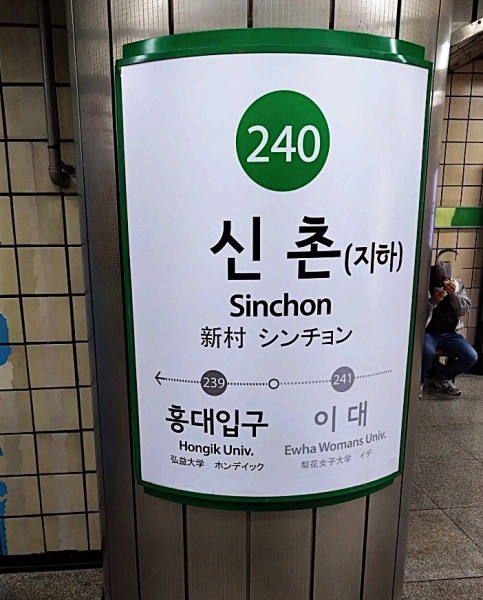 240
신촌(지하)
Sinchon
新村 シンチョン
239 241
홍대입구 이대
Hongik Univ. Ewha Womans Univ.
弘益大学 ホンデイック 梨花女子大学 イデ